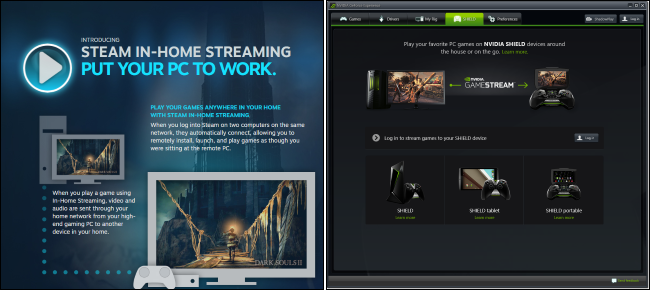 INTRODUCING
STEAM IN-HOME STREAMING
PUT YOUR PC TO WORK.
PLAY YOUR GAMES ANYWHERE IN YOUR HOME
WITH STEAM IN-HOME STREAMING.
When you log into Steam on two computers on the same
network, they automatically connect, allowing you to
remotely install, launch, and play games as though you
were sitting at the remote PC.
When you play a game using
In-Home Streaming, video and
audio are sent through your
home network from your high-
end gaming PC to another
device in your home.
DARK SOULS II
Games
Drivers
My Rig
SHIELD
Preferences
ShadowPlay
Log in
Play your favorite PC games on NVIDIA SHIELD devices around
the house or on the go. Learn more.
NVIDIA
GAMESTREAM
Log in to stream games to your SHIELD device
Log in
SHIELD
Learn more
SHIELD tablet
Learn more
SHIELD portable
Learn more